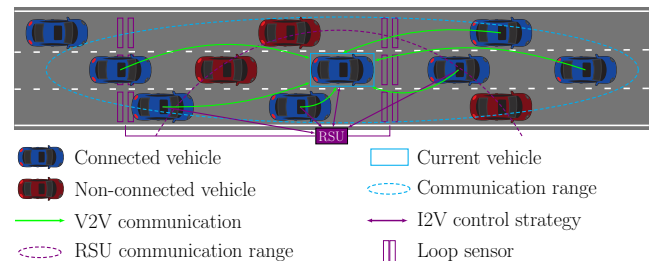 RSU
Connected vehicle
Current vehicle
Non-connected vehicle
Communication range
V2V communication
I2V control strategy
RSU communication range
Loop sensor